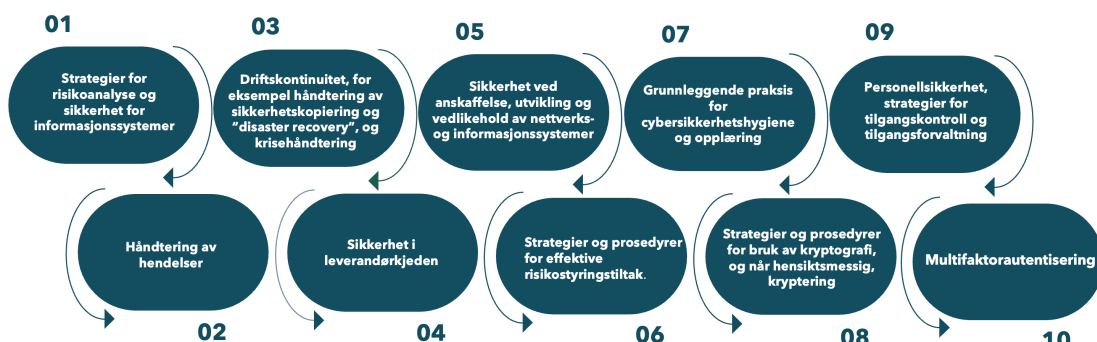 01
Strategier for
risikoanalyse og
sikkerhet for
informasjonssystemer
Håndtering av
hendelser
02
03
Driftskontinuitet, for
eksempel håndtering av
sikkerhetskopiering og
“disaster recovery”, og
krisehåndtering
Sikkerhet i
leverandørkjeden
04
05
Sikkerhet ved
anskaffelse, utvikling og
vedlikehold av nettverks-
og informasjonssystemer
Strategier og prosedyrer
for effektive
risikostyringstiltak.
06
07
Grunnleggende praksis
for
cybersikkerhetshygiene
og opplæring
Strategier og prosedyrer
for bruk av kryptografi,
og når hensiktsmessig,
kryptering
08
09
Personellsikkerhet,
strategier for
tilgangskontroll og
tilgangsforvaltning
Multifaktorautentisering
10